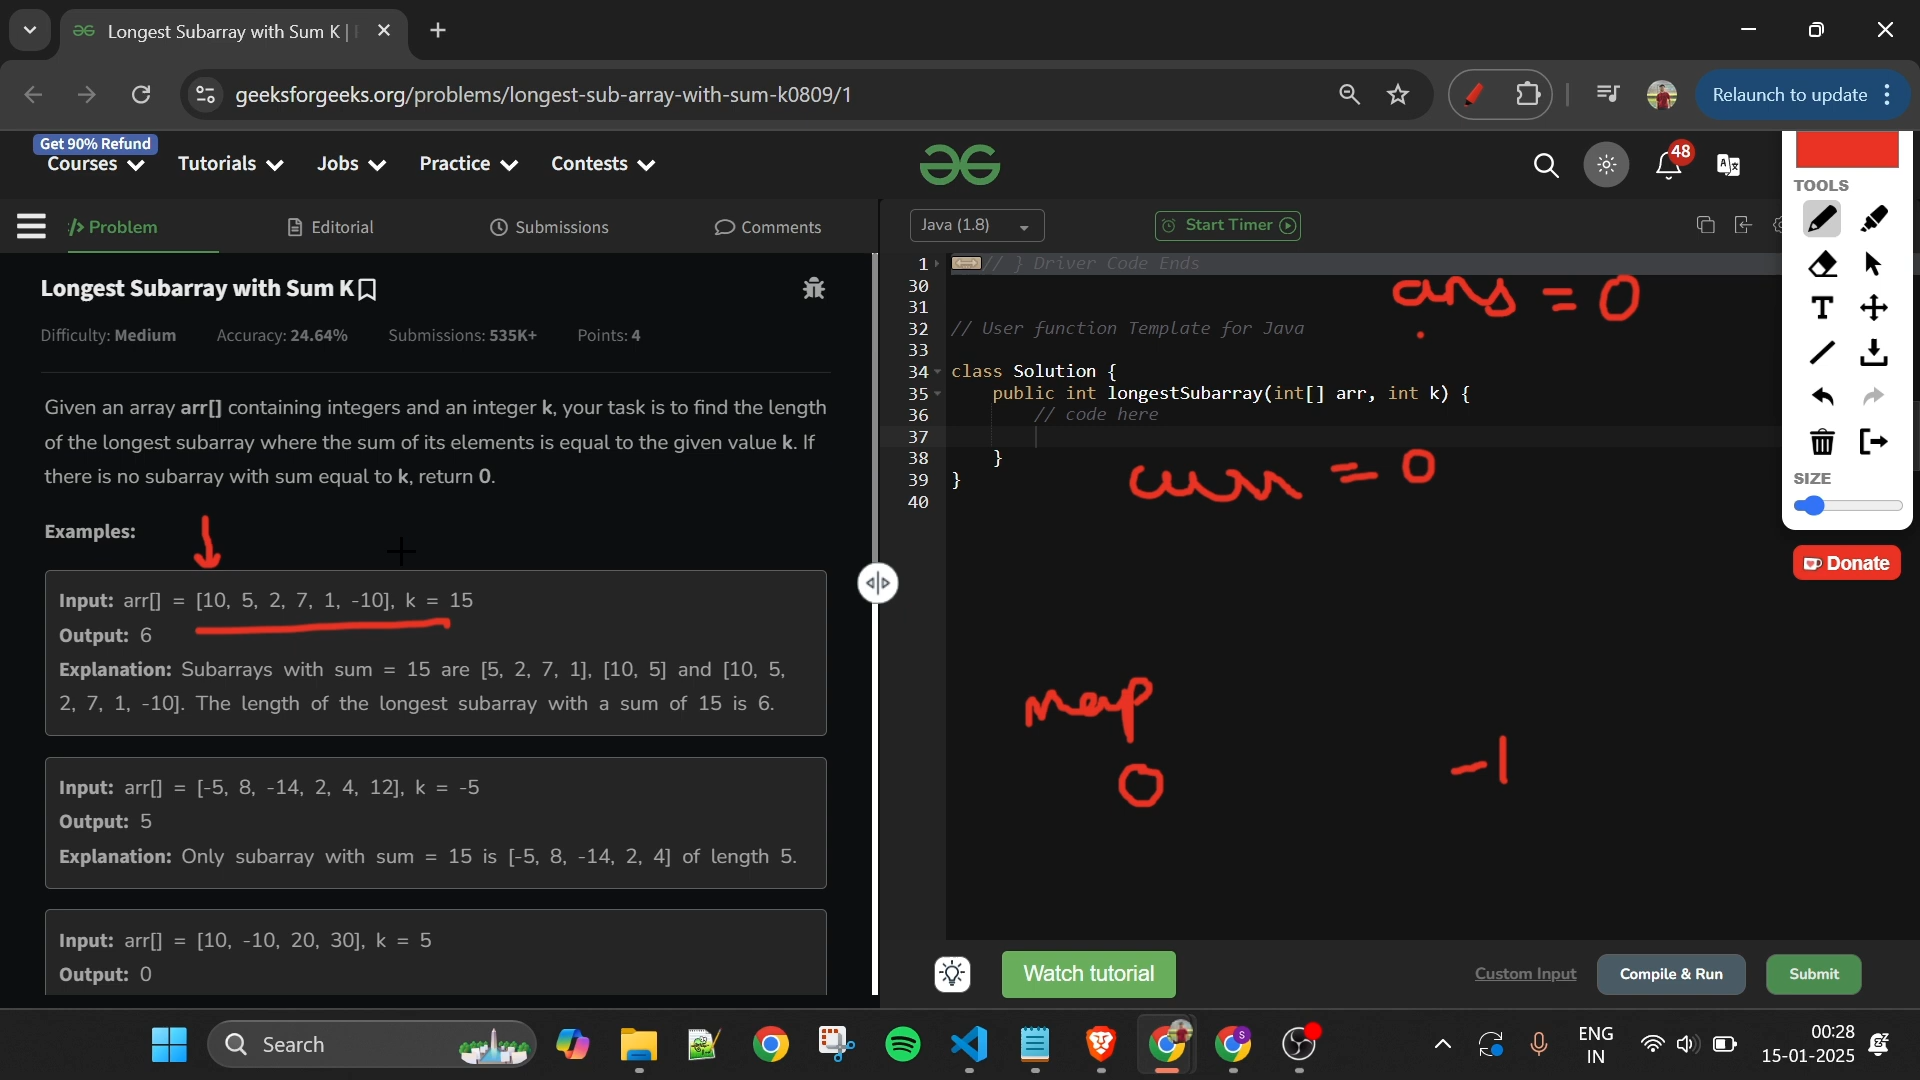 Longest Subarray with Sum K |
geeksforgeeks.org/problems/longest-sub-array-with-sum-k0809/1
Relaunch to update
Get 90% Refund
Courses Tutorials Jobs Practice Contests
48
TOOLS
Problem Editorial Submissions Comments
Java (1.8) Start Timer
Longest Subarray with Sum K
Difficulty: Medium Accuracy: 24.64% Submissions: 535K+ Points: 4
Given an array arr[] containing integers and an integer k, your task is to find the length
of the longest subarray where the sum of its elements is equal to the given value k. If
there is no subarray with sum equal to k, return 0.
Examples:
Input: arr[] = [10, 5, 2, 7, 1, -10], k = 15
Output: 6
Explanation: Subarrays with sum = 15 are [5, 2, 7, 1], [10, 5] and [10, 5,
2, 7, 1, -10]. The length of the longest subarray with a sum of 15 is 6.
Input: arr[] = [-5, 8, -14, 2, 4, 12], k = -5
Output: 5
Explanation: Only subarray with sum = 15 is [-5, 8, -14, 2, 4] of length 5.
Input: arr[] = [10, -10, 20, 30], k = 5
Output: 0
1 // } Driver Code Ends
30
31
32 // User function Template for Java
33
34 class Solution {
35 public int longestSubarray(int[] arr, int k) {
36 // code here
37
38 }
39 }
40
ans = 0
curr = 0
map
0 -1
T
SIZE
Donate
Watch tutorial
Custom Input Compile & Run Submit
Search
ENG
IN
00:28
15-01-2025